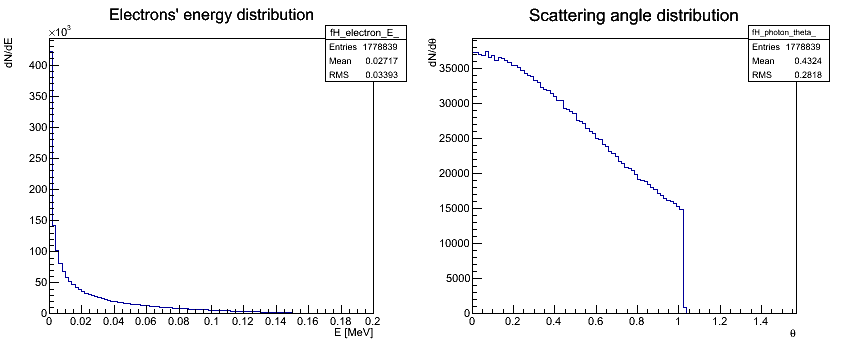 Electrons' energy distribution
×10³
dN/dE
fH_electron_E_
Entries 1778839
Mean 0.02717
RMS 0.03393
400
350
300
250
200
150
100
50
0
0 0.02 0.04 0.06 0.08 0.1 0.12 0.14 0.16 0.18 0.2
E [MeV]
Scattering angle distribution
dN/dθ
fH_photon_theta_
Entries 1778839
Mean 0.4324
RMS 0.2818
35000
30000
25000
20000
15000
10000
5000
0
0 0.2 0.4 0.6 0.8 1 1.2 1.4
θ